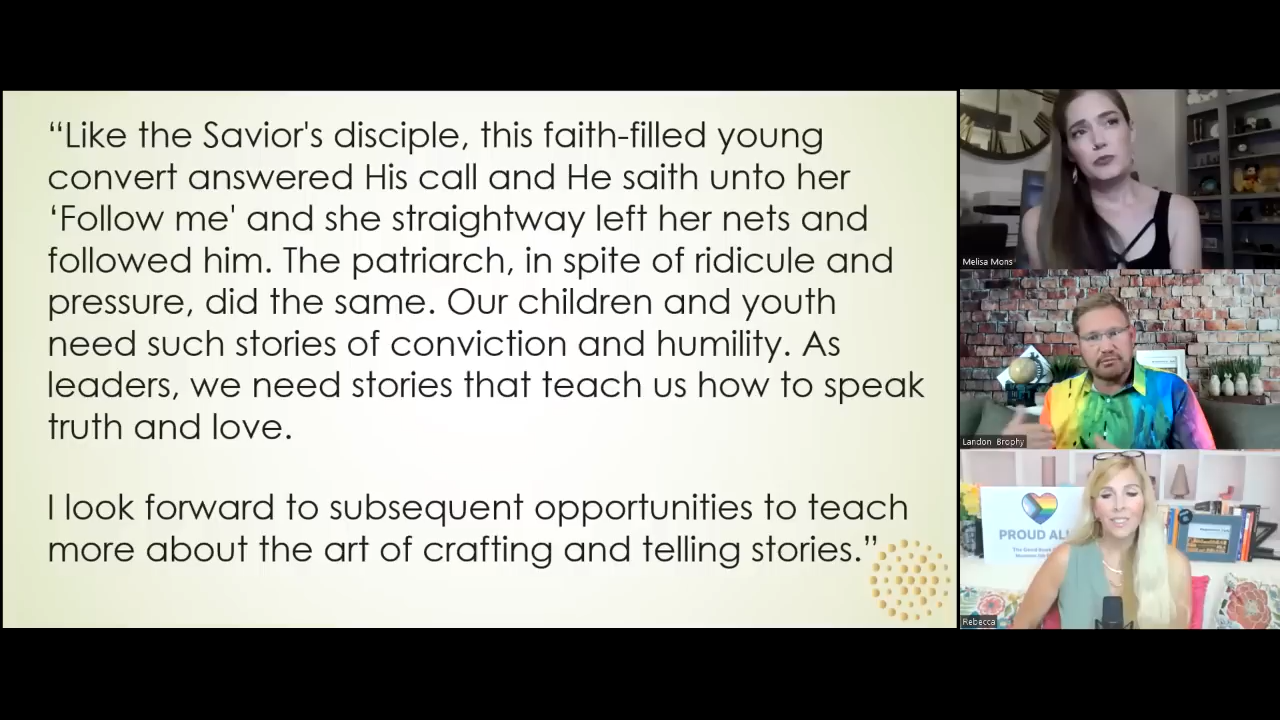 “Like the Savior's disciple, this faith-filled young
convert answered His call and He saith unto her
‘Follow me' and she straightway left her nets and
followed him. The patriarch, in spite of ridicule and
pressure, did the same. Our children and youth
need such stories of conviction and humility. As
leaders, we need stories that teach us how to speak
truth and love.
I look forward to subsequent opportunities to teach
more about the art of crafting and telling stories.”
Melisa Mons
Landon Brophy
PROUD AL
Rebecca